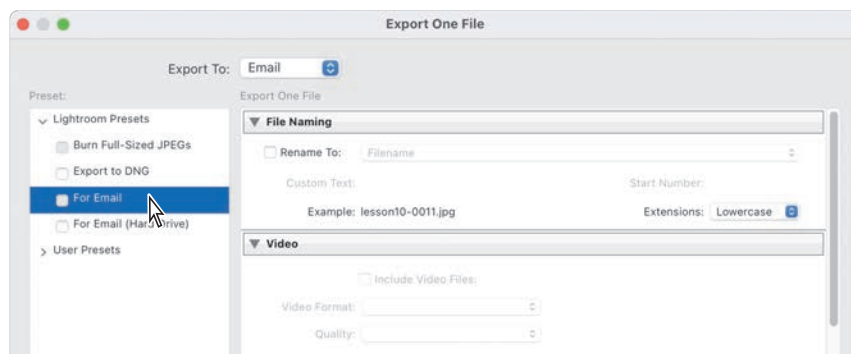 Export One File
Export To: Email
Preset:
Export One File
Lightroom Presets
Burn Full-Sized JPEGs
Export to DNG
For Email
For Email (Hard Drive)
User Presets
File Naming
Rename To: Filename
Custom Text: Start Number:
Example: lesson10-0011.jpg Extensions: Lowercase
Video
Include Video Files:
Video Format:
Quality: